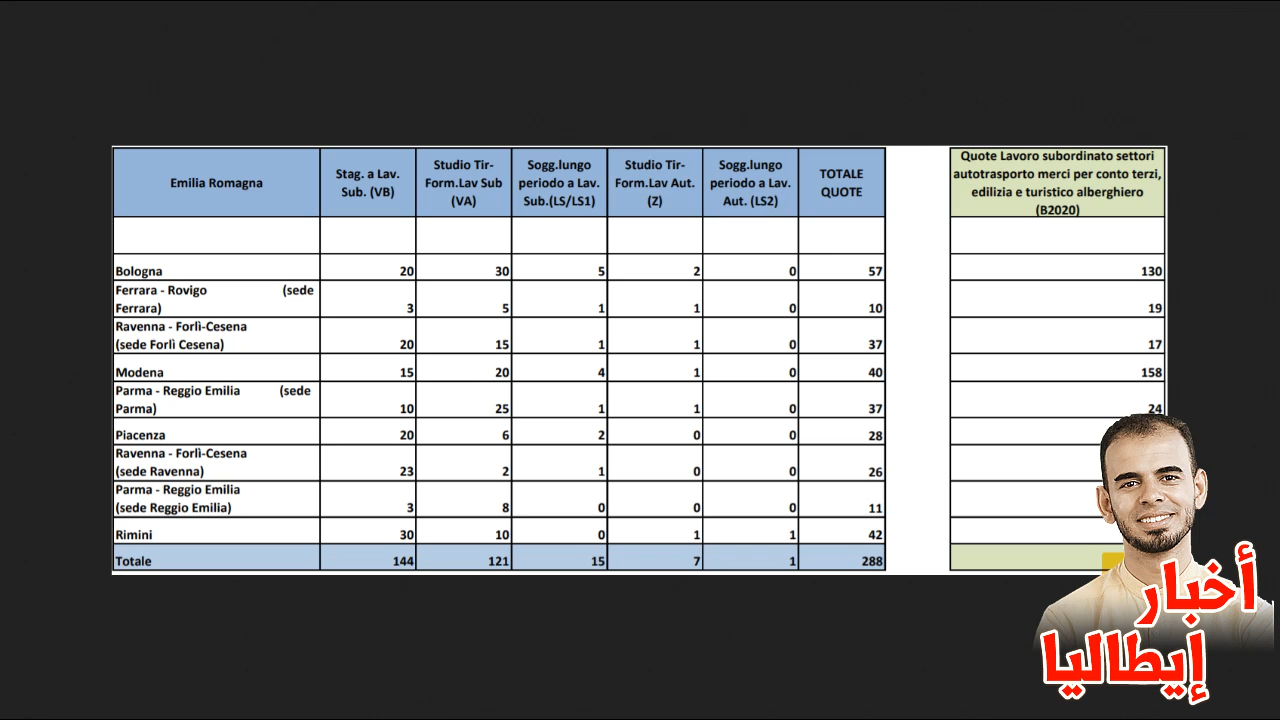 Emilia Romagna | Stag. a Lav. Sub. (VB) | Studio Tir-Form.Lav Sub (VA) | Sogg.lungo periodo a Lav. Sub.(LS/LS1) | Studio Tir-Form.Lav Aut. (Z) | Sogg.lungo periodo a Lav. Aut. (LS2) | TOTALE QUOTE | Quote Lavoro subordinato settori autotrasporto merci per conto terzi, edilizia e turistico alberghiero (B2020)
Bologna | 20 | 30 | 5 | 2 | 0 | 57 | 130
Ferrara - Rovigo (sede Ferrara) | 3 | 5 | 1 | 1 | 0 | 10 | 19
Ravenna - Forlì-Cesena (sede Forlì Cesena) | 20 | 15 | 1 | 1 | 0 | 37 | 17
Modena | 15 | 20 | 4 | 1 | 0 | 40 | 158
Parma - Reggio Emilia (sede Parma) | 10 | 25 | 1 | 1 | 0 | 37 | 24
Piacenza | 20 | 6 | 2 | 0 | 0 | 28
Ravenna - Forlì-Cesena (sede Ravenna) | 23 | 2 | 1 | 0 | 0 | 26
Parma - Reggio Emilia (sede Reggio Emilia) | 3 | 8 | 0 | 0 | 0 | 11
Rimini | 30 | 10 | 0 | 1 | 1 | 42
Totale | 144 | 121 | 15 | 7 | 1 | 288
أخبار
إيطاليا